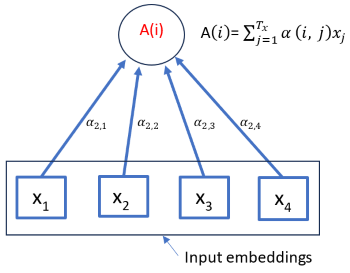 A(i)
A(i)=∑_{j=1}^{T_x} α (i, j)x_j
α_{2,1} α_{2,2} α_{2,3} α_{2,4}
x_1 x_2 x_3 x_4
Input embeddings